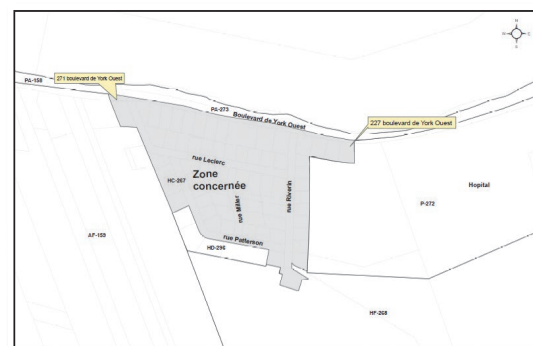 N
PA-158
271 boulevard de York Ouest
PA-273
Boulevard de York Ouest
227 boulevard de York Ouest
rue Leclerc
HC-267
Zone
concernée
rue Miller
rue Riverin
Hopital
P-272
AF-159
rue Patterson
HD-296
HF-268